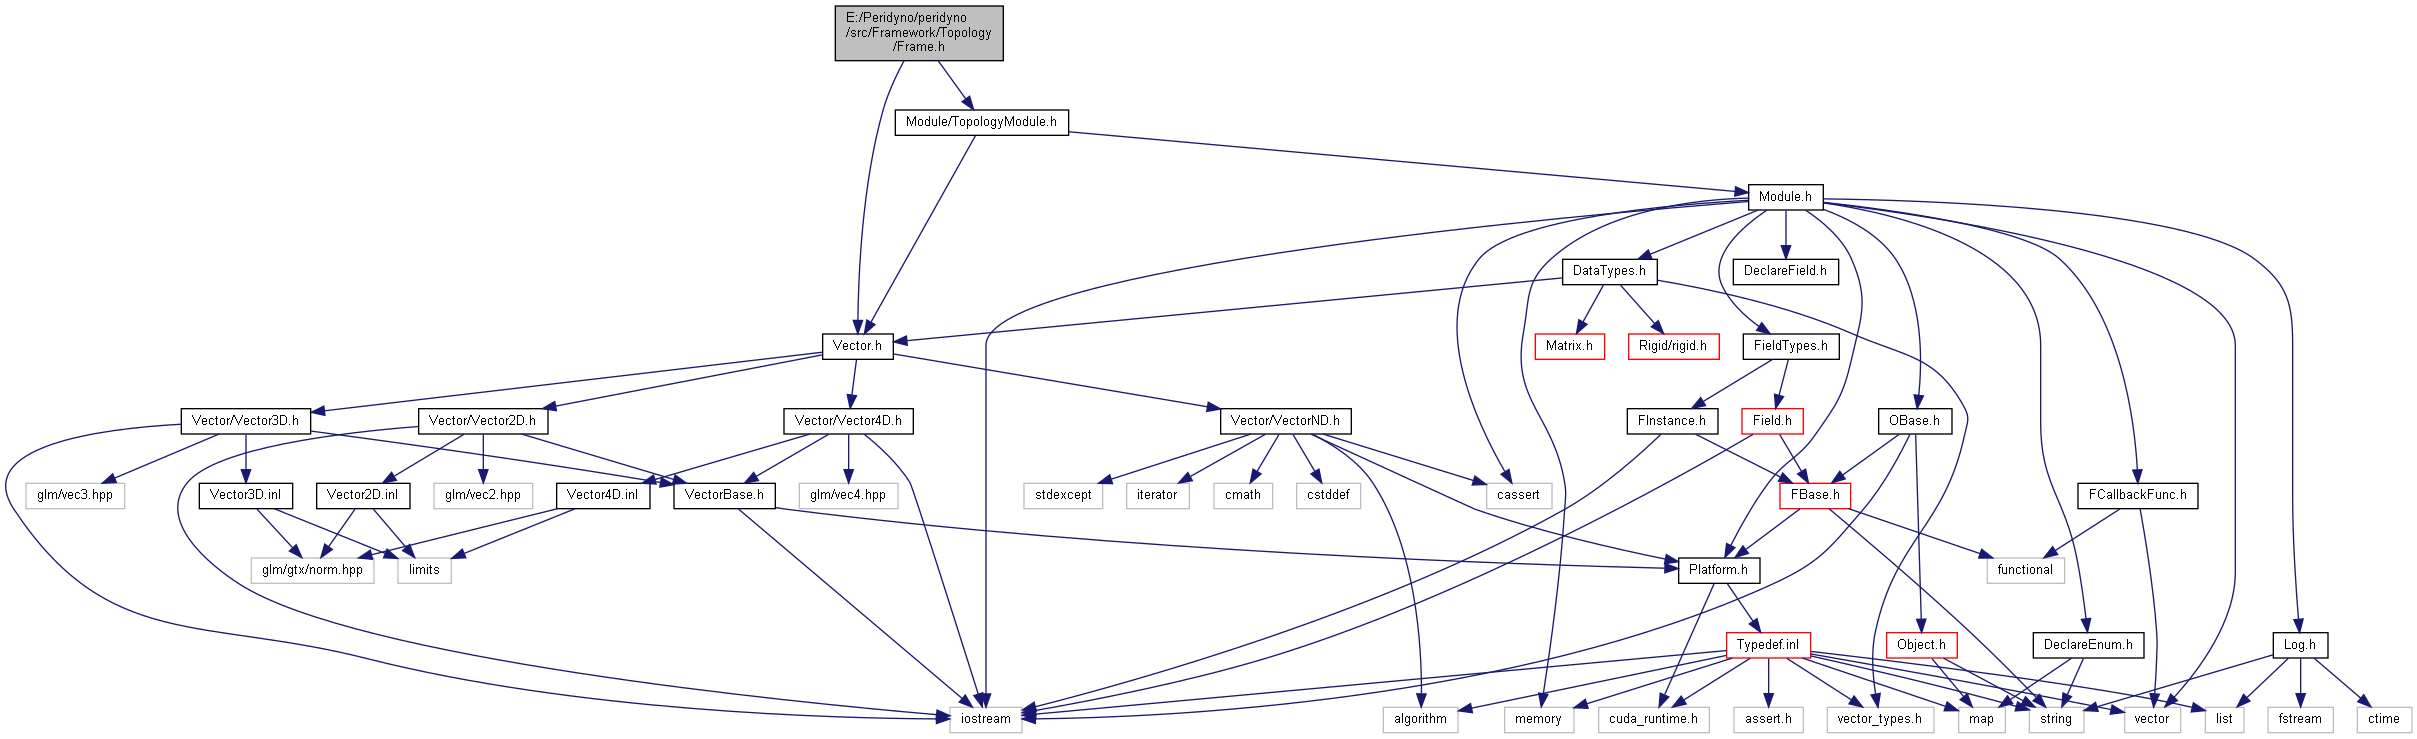 E:/Peridyno/peridyno
/src/Framework/Topology
/Frame.h
Module/TopologyModule.h
Module.h
DataTypes.h
DeclareField.h
Vector.h
Matrix.h
Rigid/rigid.h
FieldTypes.h
Vector/Vector3D.h
Vector/Vector2D.h
Vector/Vector4D.h
Vector/VectorND.h
FInstance.h
Field.h
OBase.h
glm/vec3.hpp
Vector3D.inl
Vector2D.inl
glm/vec2.hpp
Vector4D.inl
VectorBase.h
glm/vec4.hpp
stdexcept
iterator
cmath
cstddef
cassert
FBase.h
FCallbackFunc.h
glm/gtx/norm.hpp
limits
Platform.h
functional
Typedef.inl
Object.h
DeclareEnum.h
Log.h
iostream
algorithm
memory
cuda_runtime.h
assert.h
vector_types.h
map
string
vector
list
fstream
ctime